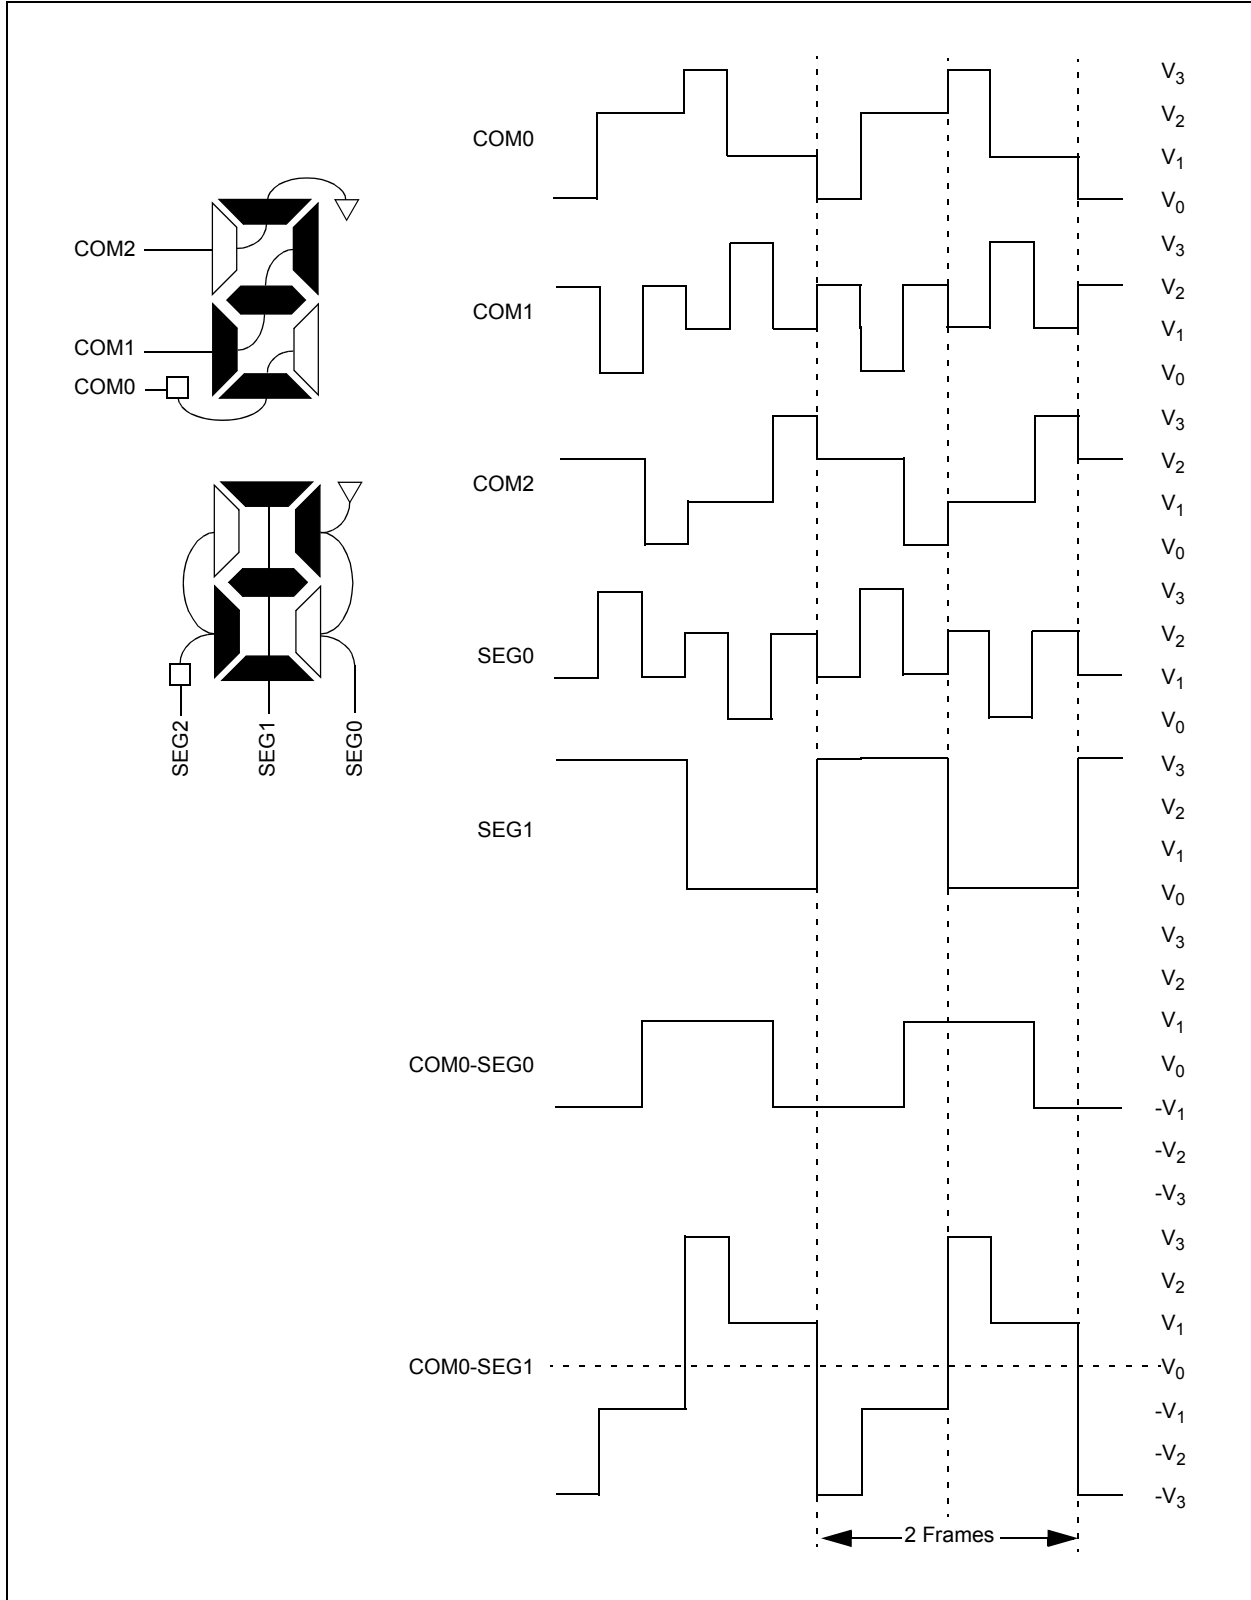 COM2
COM1
COM0
SEG2
SEG1
SEG0
COM0
V3
V2
V1
V0
COM1
V3
V2
V1
V0
COM2
V3
V2
V1
V0
SEG0
V3
V2
V1
V0
SEG1
V3
V2
V1
V0
COM0-SEG0
V3
V2
V1
V0
-V1
-V2
-V3
COM0-SEG1
V3
V2
V1
V0
-V1
-V2
-V3
2 Frames